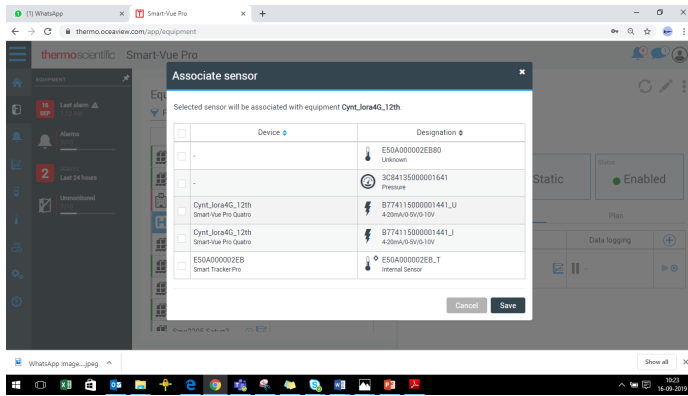 (1) WhatsApp
Smart-Vue Pro
thermo.oceaview.com/app/equipment
thermoscientific Smart-Vue Pro
EQUIPMENT
16 SEP Last alarm
Alarms
2 Last 24 hours
Unmonitored
Associate sensor
Selected sensor will be associated with equipment Cynt_lora4G_12th.
Device Designation
- E50A000002EB80
Unknown
- 3C84135000001641
Pressure
Cynt_lora4G_12th B774115000001441_U
Smart-Vue Pro Quatro 4-20mA/0-5V/0-10V
Cynt_lora4G_12th B774115000001441_I
Smart-Vue Pro Quatro 4-20mA/0-5V/0-10V
E50A000002EB E50A000002EB_T
Smart Tracker Pro Internal Sensor
Cancel Save
Static
Status
Enabled
Plan
Data logging
WhatsApp Image....jpeg
Show all
10:23
16-09-2019